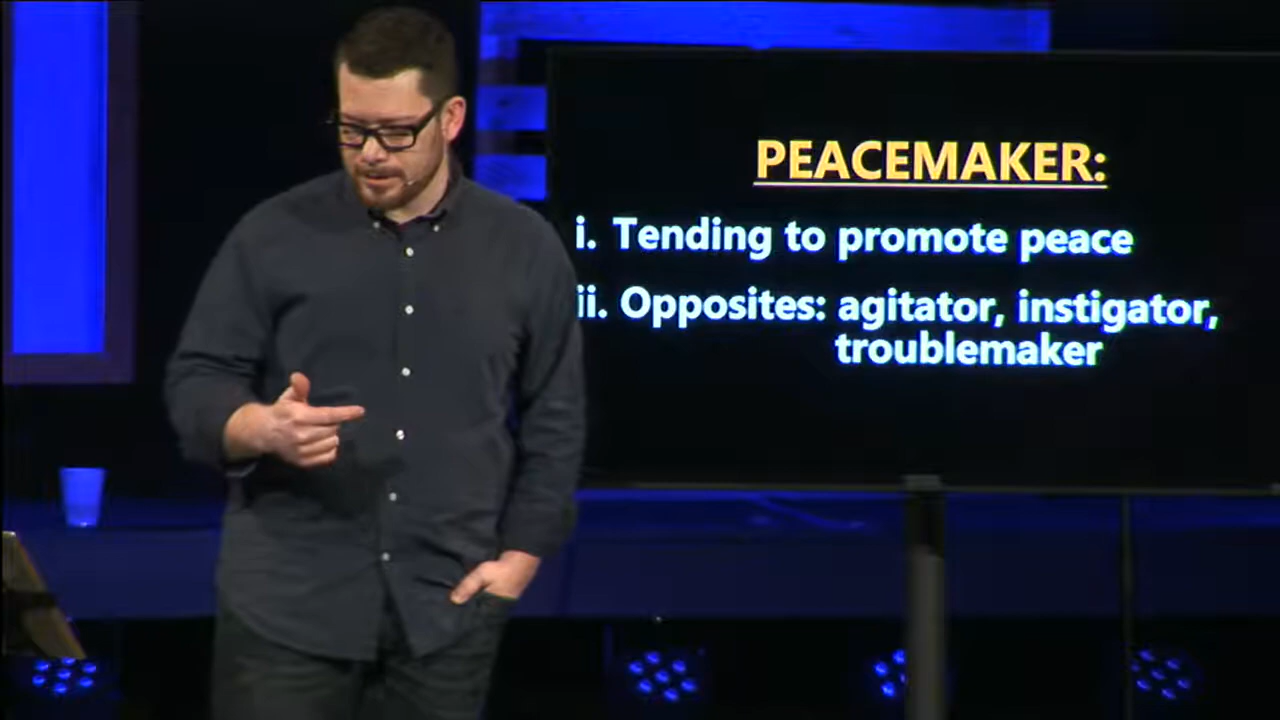 PEACEMAKER:
i. Tending to promote peace
ii. Opposites: agitator, instigator,
troublemaker